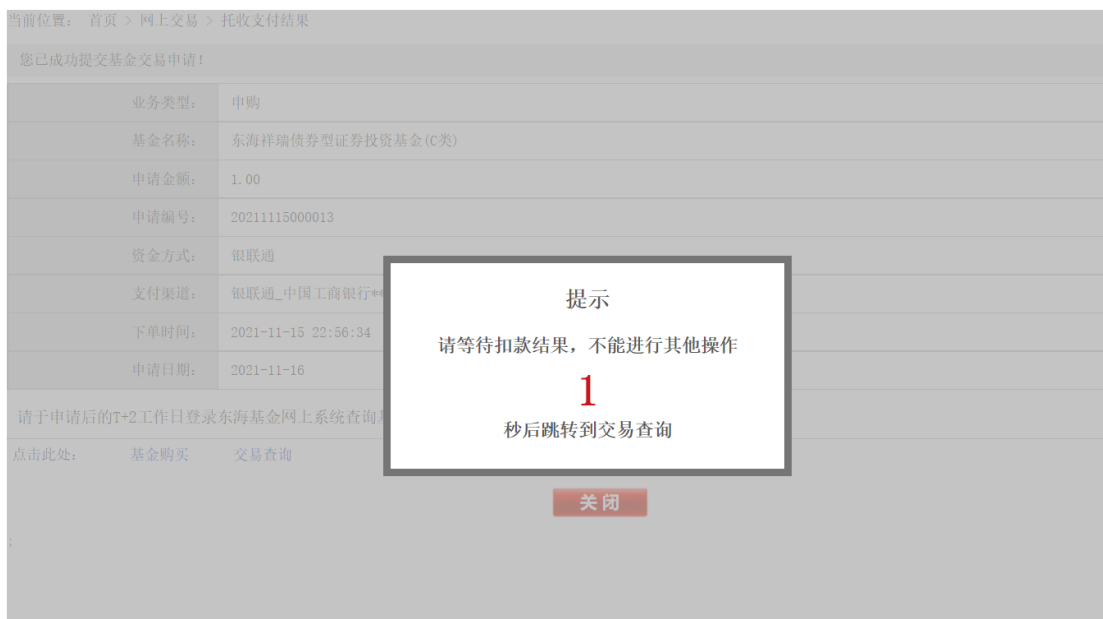 当前位置： 首页 > 网上交易 > 托收支付结果
您已成功提交基金交易申请！
业务类型： 申购
基金名称： 东海祥瑞债券型证券投资基金(C类)
申请金额： 1.00
申请编号： 20211115000013
资金方式： 银联通
支付渠道： 银联通_中国工商银行**
下单时间： 2021-11-15 22:56:34
申请日期： 2021-11-16
请于申请后的T+2工作日登录东海基金网上系统查询
点击此处： 基金购买 交易查询
提示
请等待扣款结果，不能进行其他操作
1
秒后跳转到交易查询
关闭
;